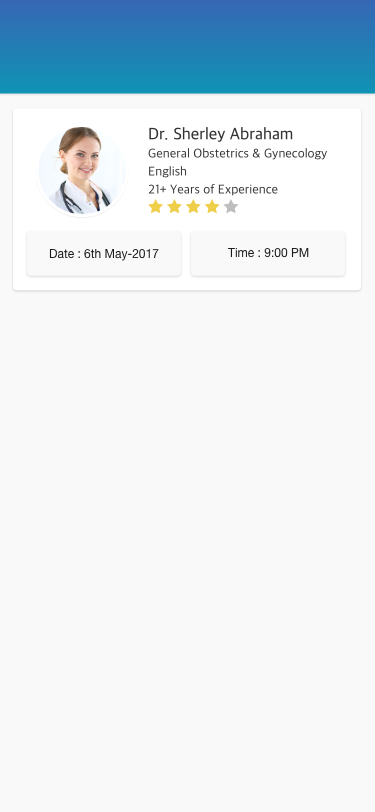 Dr. Sherley Abraham
General Obstetrics & Gynecology
English
21+ Years of Experience
Date : 6th May-2017
Time : 9:00 PM